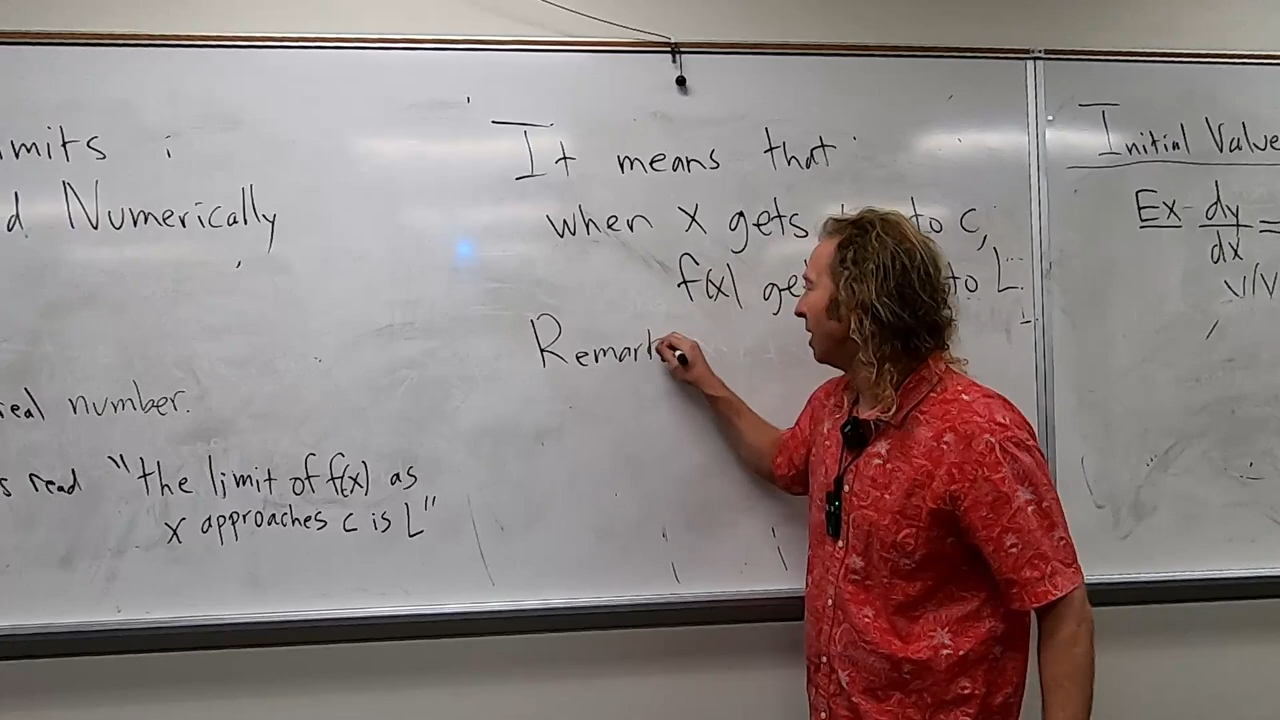 mits :
d Numerically
real number.
s read "the limit of f(x) as
x approaches c is L"
It means that
when x gets to c,
f(x) to L.
Remark
Initial Value
Ex- dy
dx =